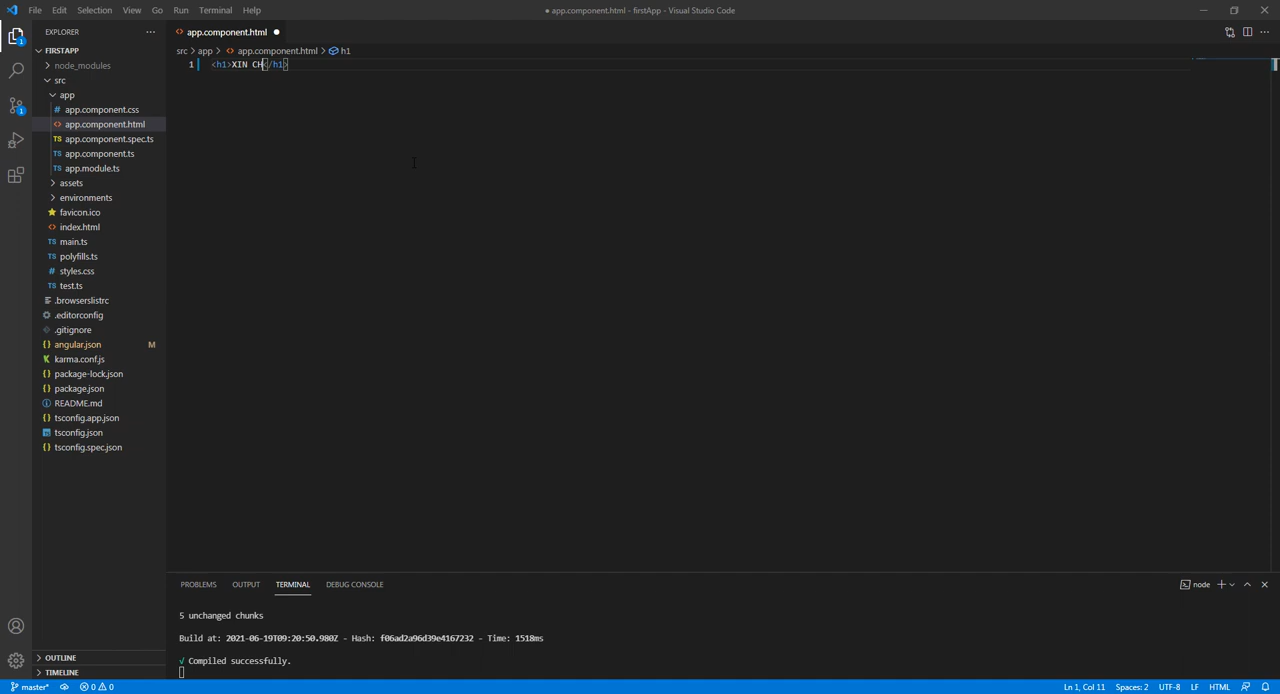 File Edit Selection View Go Run Terminal Help
● app.component.html - firstApp - Visual Studio Code
EXPLORER
FIRSTAPP
node_modules
src
app
app.component.css
app.component.html
app.component.spec.ts
app.component.ts
app.module.ts
assets
environments
favicon.ico
index.html
main.ts
polyfills.ts
styles.css
test.ts
.browserslistrc
.editorconfig
.gitignore
angular.json M
karma.conf.js
package-lock.json
package.json
README.md
tsconfig.app.json
tsconfig.json
tsconfig.spec.json
OUTLINE
TIMELINE
1
1
app.component.html ●
src > app > app.component.html > h1
1 <h1>XIN CH</h1>
PROBLEMS OUTPUT TERMINAL DEBUG CONSOLE
node
5 unchanged chunks
Build at: 2021-06-19T09:20:50.980Z - Hash: f06ad2a96d39e4167232 - Time: 1518ms
√ Compiled successfully.
master* 0 0
Ln 1, Col 11 Spaces: 2 UTF-8 LF HTML